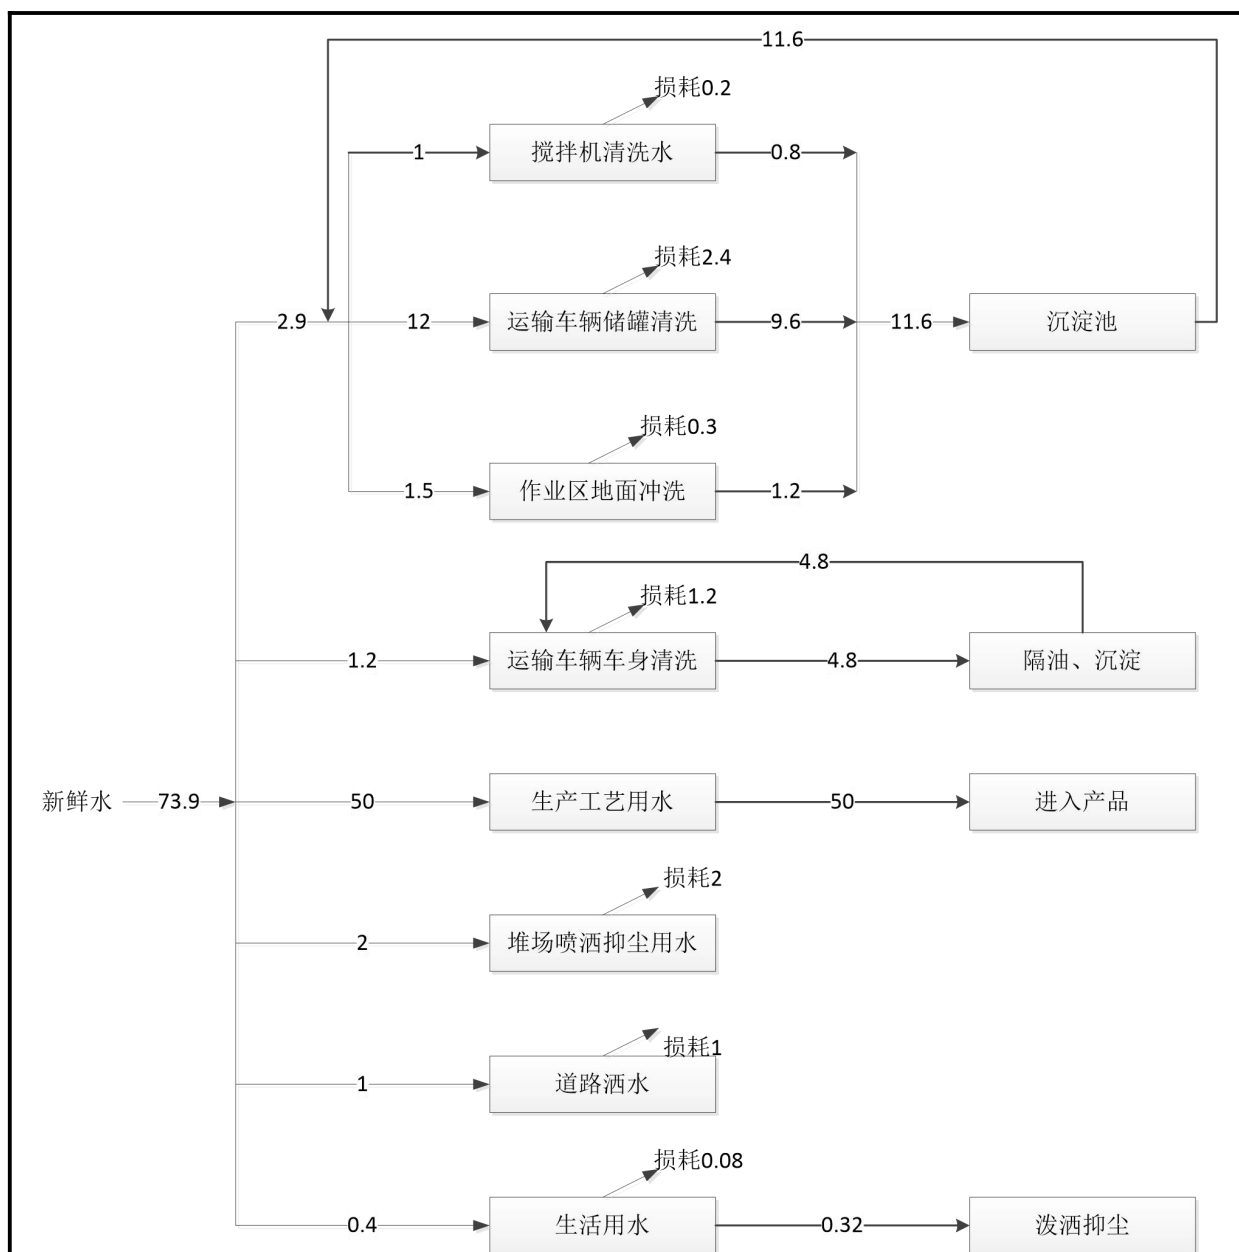 11.6
损耗0.2
1
搅拌机清洗水
0.8
损耗2.4
2.9
12
运输车辆储罐清洗
9.6
11.6
沉淀池
损耗0.3
1.5
作业区地面冲洗
1.2
4.8
损耗1.2
1.2
运输车辆车身清洗
4.8
隔油、沉淀
新鲜水
73.9
50
生产工艺用水
50
进入产品
损耗2
2
堆场喷洒抑尘用水
损耗1
1
道路洒水
损耗0.08
0.4
生活用水
0.32
泼洒抑尘